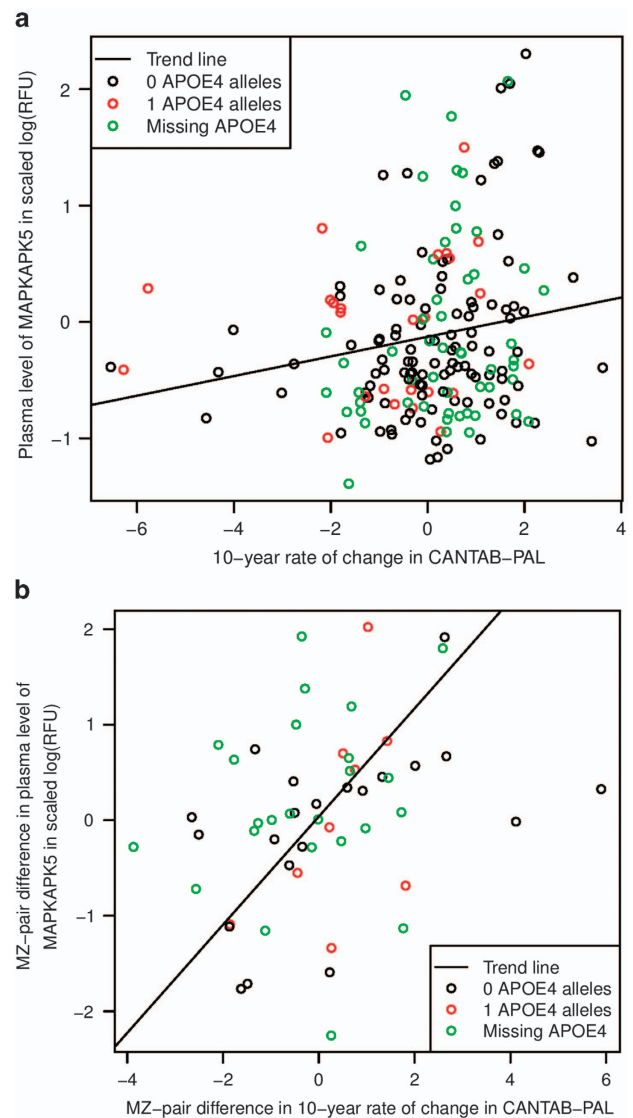 a
Trend line
0 APOE4 alleles
1 APOE4 alleles
Missing APOE4
Plasma level of MAPKAPK5 in scaled log(RFU)
2
1
0
−1
−6 −4 −2 0 2 4
10−year rate of change in CANTAB−PAL
b
MZ−pair difference in plasma level of
MAPKAPK5 in scaled log(RFU)
2
1
0
−1
−2
Trend line
0 APOE4 alleles
1 APOE4 alleles
Missing APOE4
−4 −2 0 2 4 6
MZ−pair difference in 10−year rate of change in CANTAB−PAL